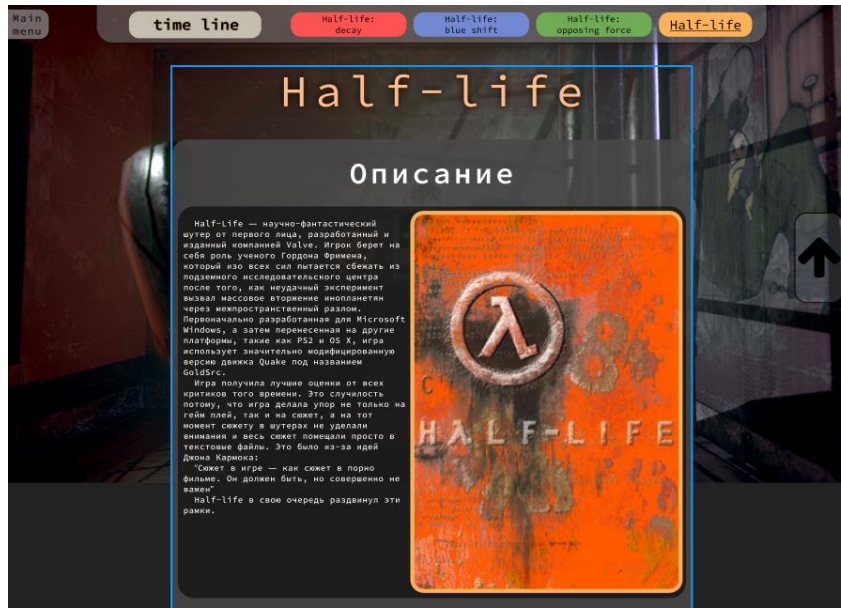 Main
menu
time line
Half-life:
decay
Half-life:
blue shift
Half-life:
opposing force
Half-life
Half-life
Описание
Half-Life — научно-фантастический
шутер от первого лица, разработанный и
изданный компанией Valve. Игрок берет на
себя роль ученого Гордона Фримена,
который изо всех сил пытается сбежать из
подземного исследовательского центра
после того, как неудачный эксперимент
вызвал массовое вторжение инопланетян
через межпространственный разлом.
Первоначально разработанная для Microsoft
Windows, а затем перенесенная на другие
платформы, такие как PS2 и OS X, игра
использует значительно модифицированную
версию движка Quake под названием
GoldSrc.
Игра получила лучшие оценки от всех
критиков того времени. Это случилость
потому, что игра делала упор не только на
гейм плей, так и на сюжет, а на тот
момент сюжету в шутерах не уделали
внимания и весь сюжет помещали просто в
текстовые файлы. Это было из-за идей
Джона Кармока:
"Сюжет в игре — как сюжет в порно
фильме. Он должен быть, но совершенно не
важен"
Half-life в свою очередь раздвинул эти
рамки.
λ
HALF-LIFE